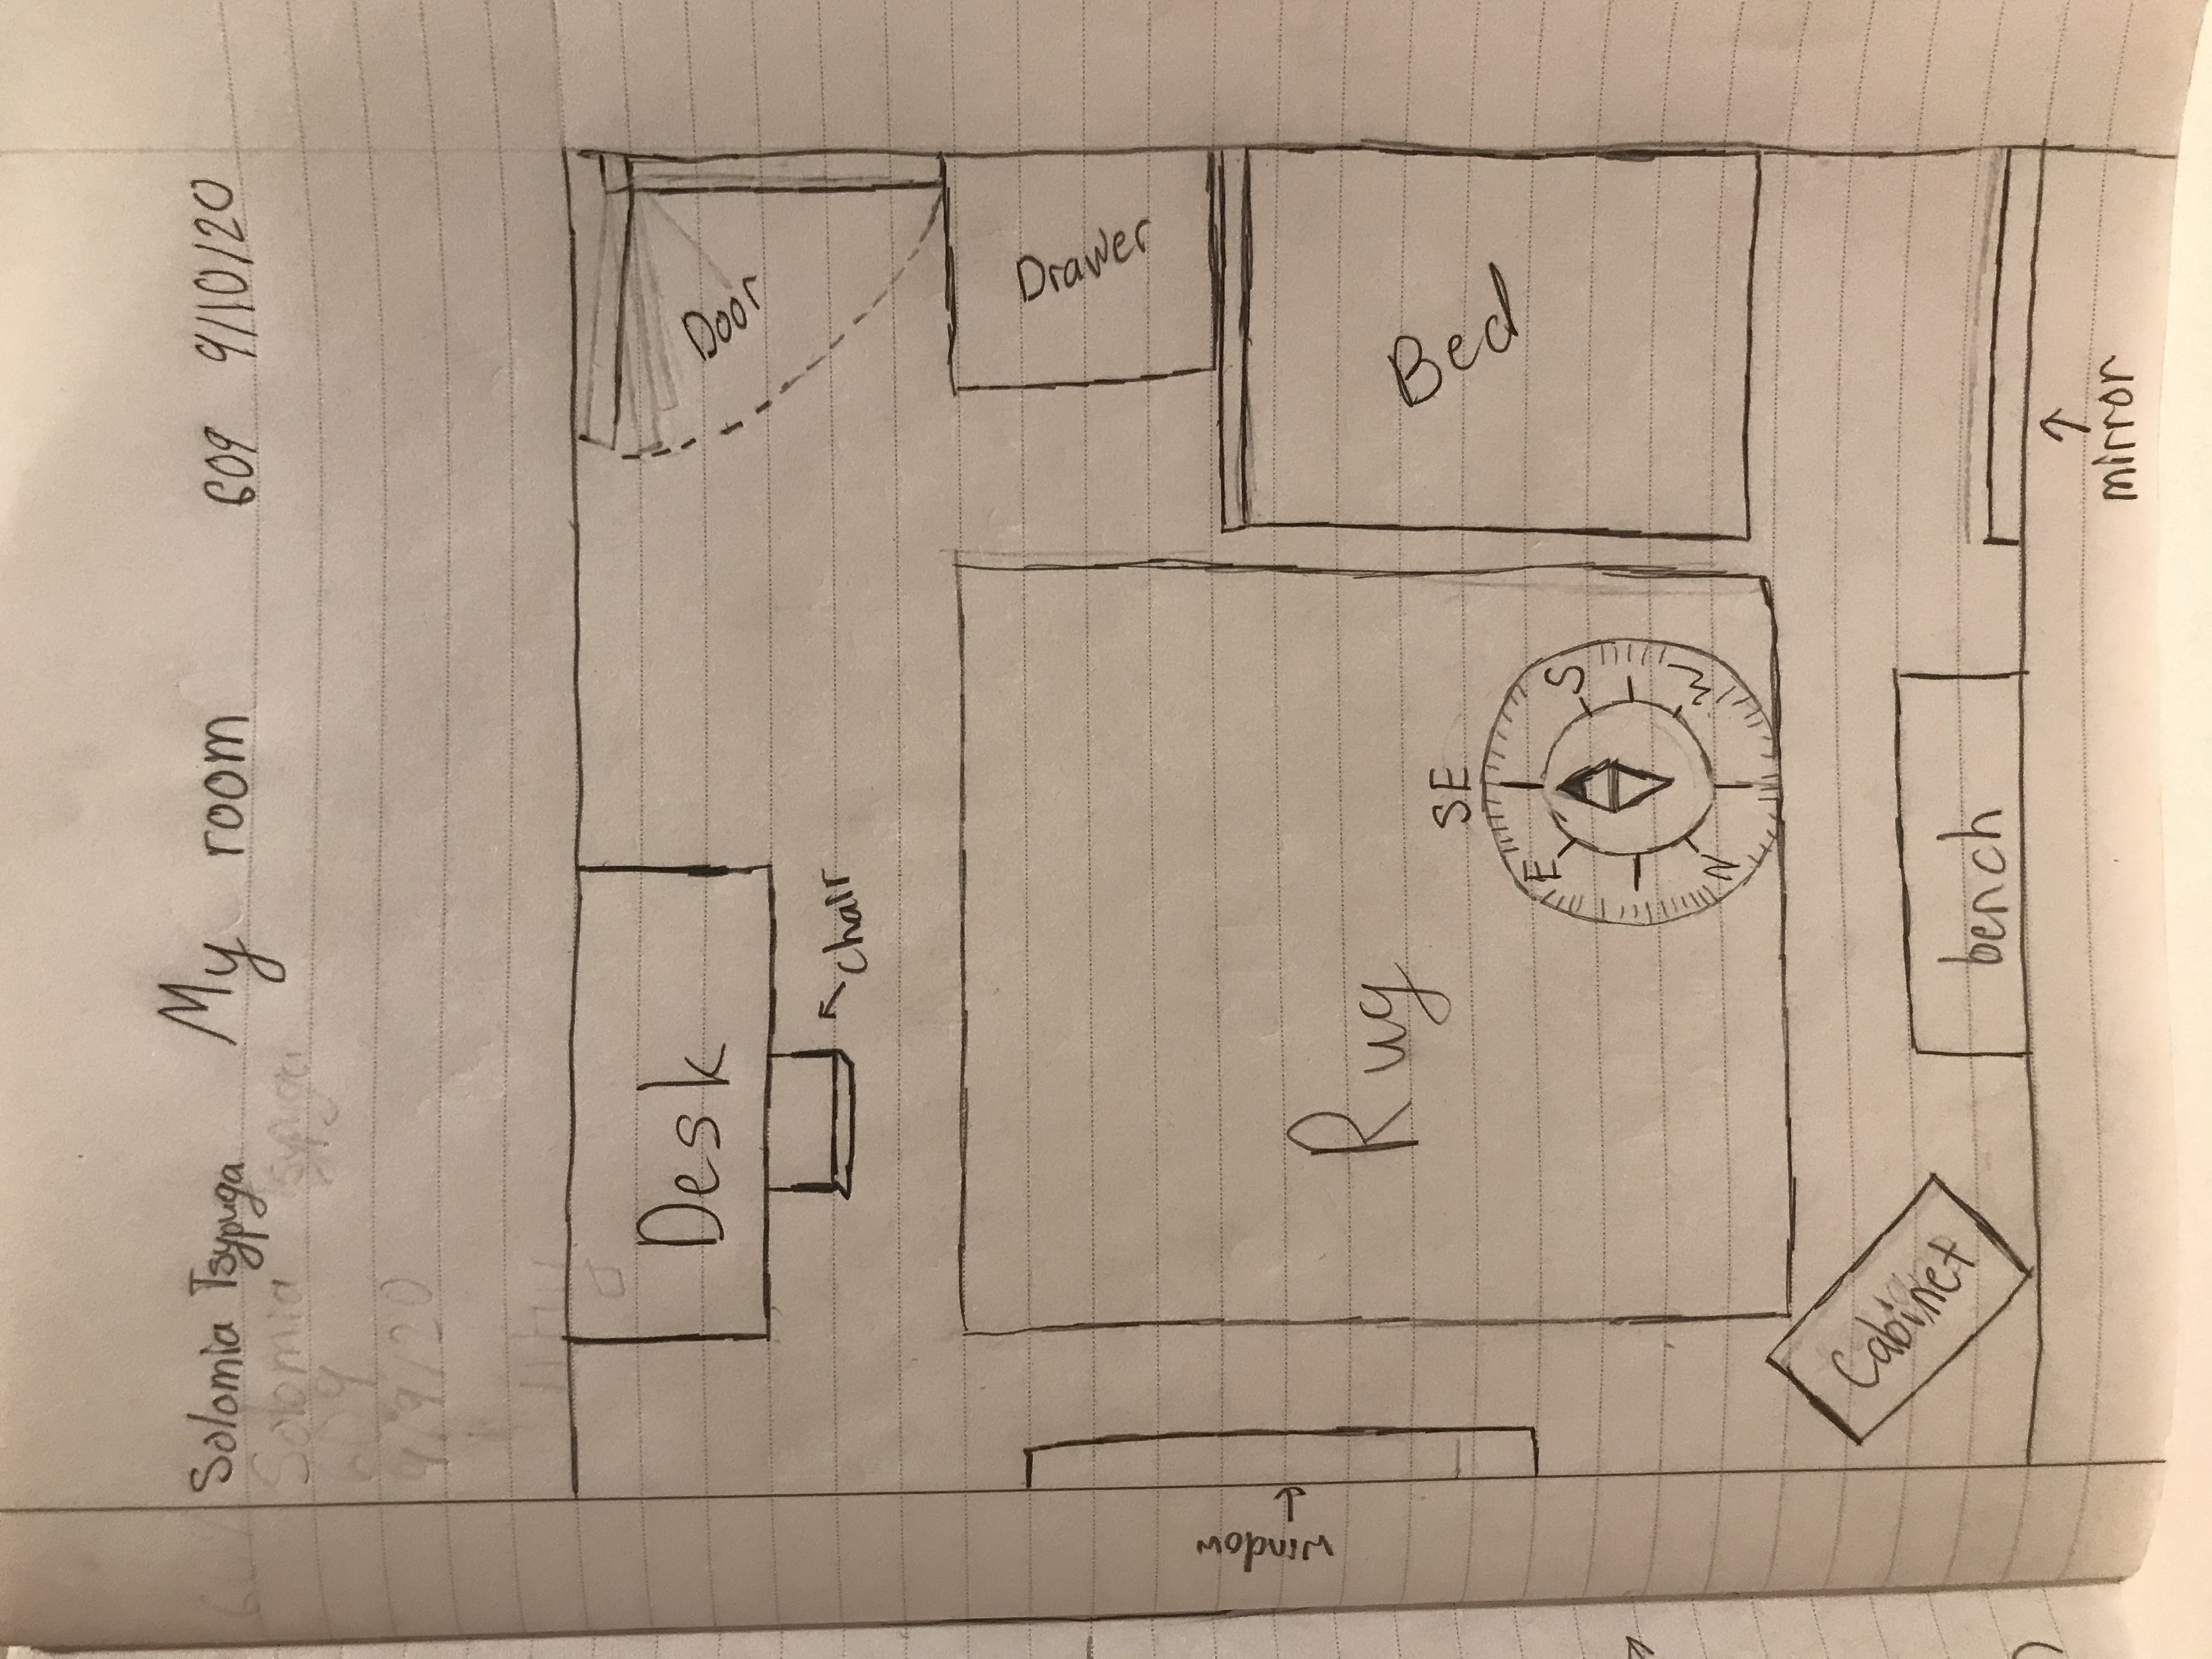 Solomia Tsypuga My room 609 9/10/20
Solomia Tsypuga
609
9/9/20
Desk
Door
chair
Drawer
window
Rug
Bed
SE
E
S
N
W
Cabinet
bench
mirror